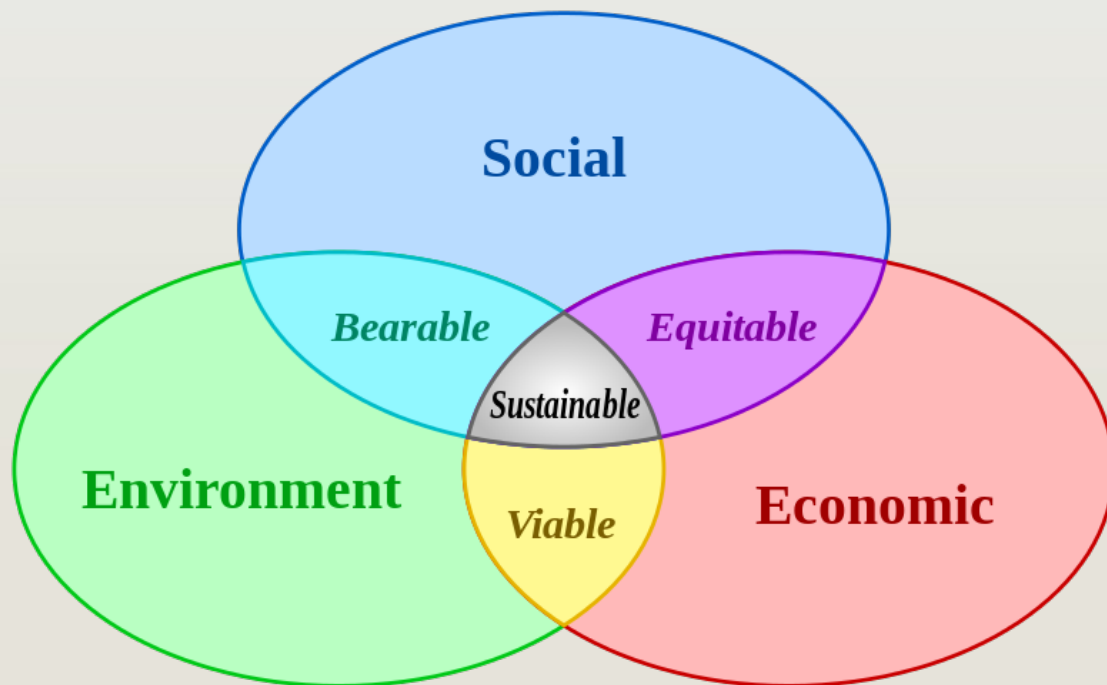 Social
Bearable
Equitable
Sustainable
Environment
Economic
Viable